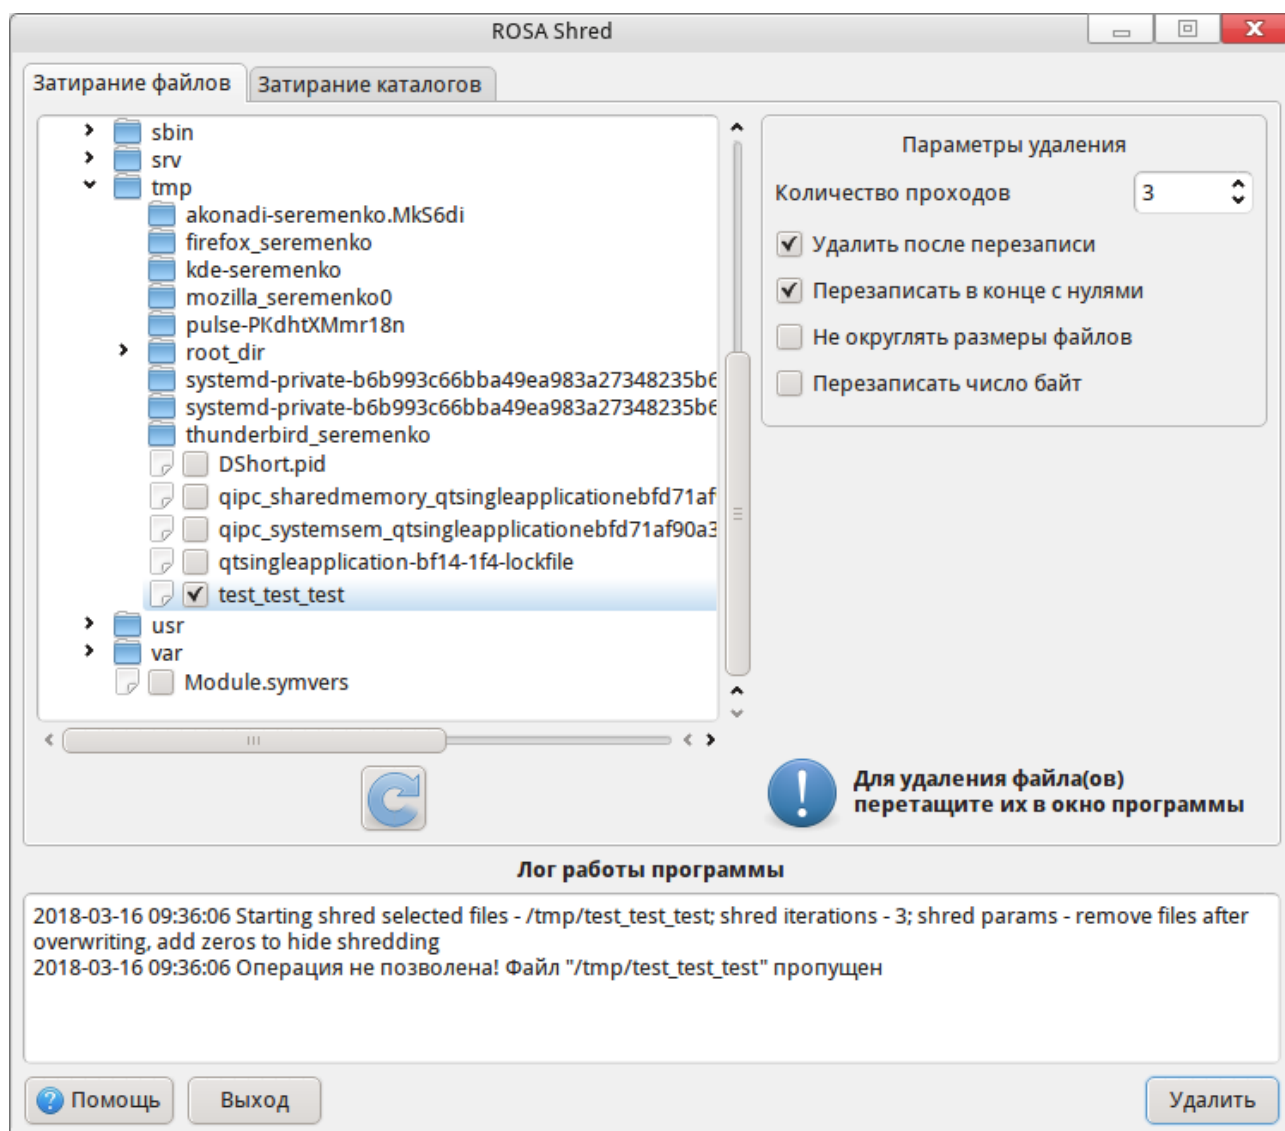 ROSA Shred
Затирание файлов
Затирание каталогов
sbin
srv
tmp
akonadi-seremenko.MkS6di
firefox_seremenko
kde-seremenko
mozilla_seremenko0
pulse-PKdhtXMmr18n
root_dir
systemd-private-b6b993c66bba49ea983a27348235b6
systemd-private-b6b993c66bba49ea983a27348235b6
thunderbird_seremenko
DShort.pid
qipc_sharedmemory_qtsingleapplicationebfd71af
qipc_systemsem_qtsingleapplicationebfd71af90a3
qtsingleapplication-bf14-1f4-lockfile
test_test_test
usr
var
Module.symvers
Параметры удаления
Количество проходов 3
Удалить после перезаписи
Перезаписать в конце с нулями
Не округлять размеры файлов
Перезаписать число байт
Для удаления файла(ов)
перетащите их в окно программы
Лог работы программы
2018-03-16 09:36:06 Starting shred selected files - /tmp/test_test_test; shred iterations - 3; shred params - remove files after
overwriting, add zeros to hide shredding
2018-03-16 09:36:06 Операция не позволена! Файл "/tmp/test_test_test" пропущен
Помощь
Выход
Удалить